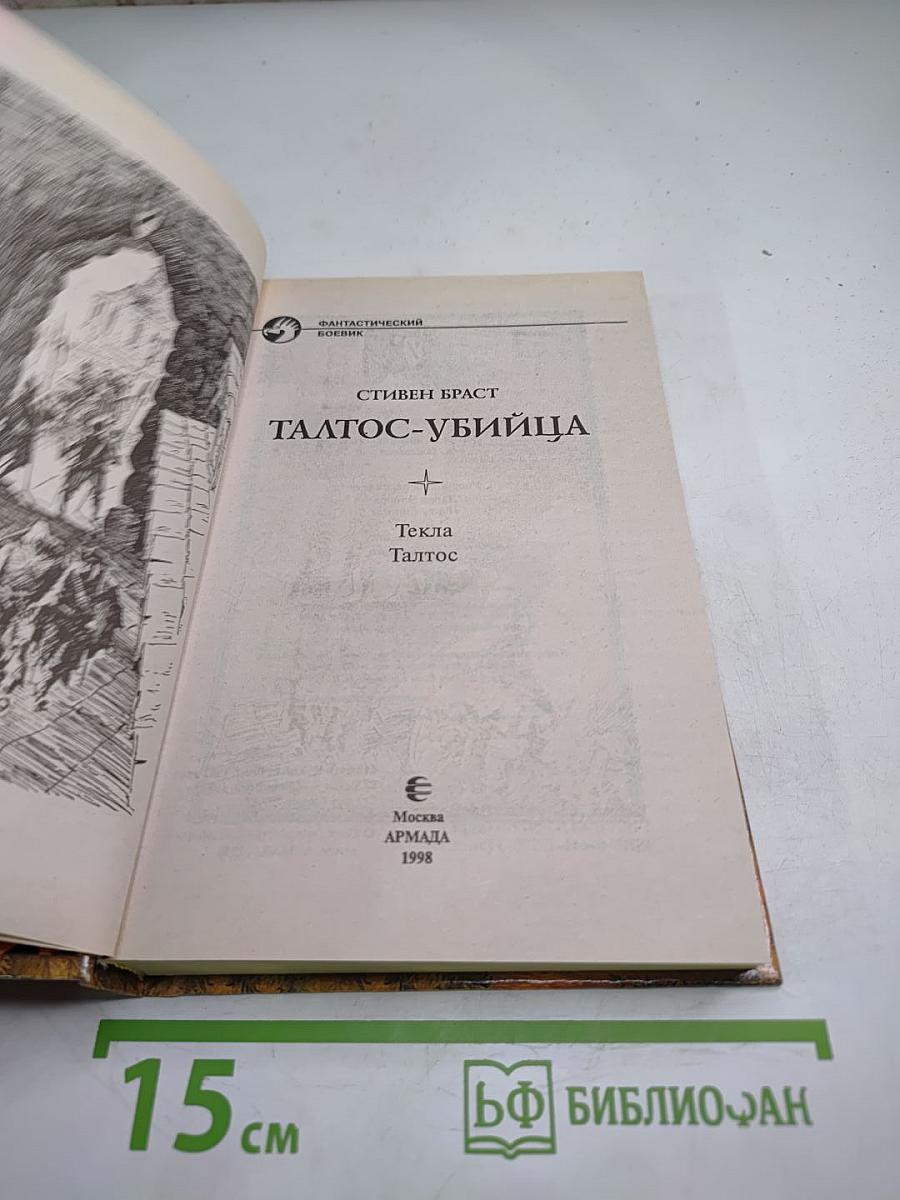 ФАНТАСТИЧЕСКИЙ
БОЕВИК
СТИВЕН БРАСТ
ТАЛТОС-УБИЙЦА
Текла
Талтос
Москва
АРМАДА
1998
15 см
БФ БИБЛИОФАН